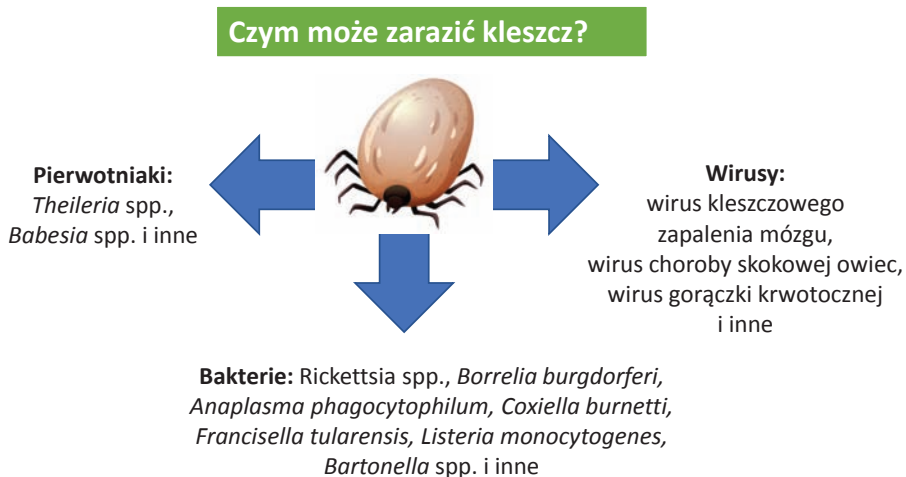 Czym może zarazić kleszcz?
Pierwotniaki:
Theileria spp.,
Babesia spp. i inne
Wirusy:
wirus kleszczowego
zapalenia mózgu,
wirus choroby skokowej owiec,
wirus gorączki krwotocznej
i inne
Bakterie: Rickettsia spp., Borrelia burgdorferi,
Anaplasma phagocytophilum, Coxiella burnetti,
Francisella tularensis, Listeria monocytogenes,
Bartonella spp. i inne